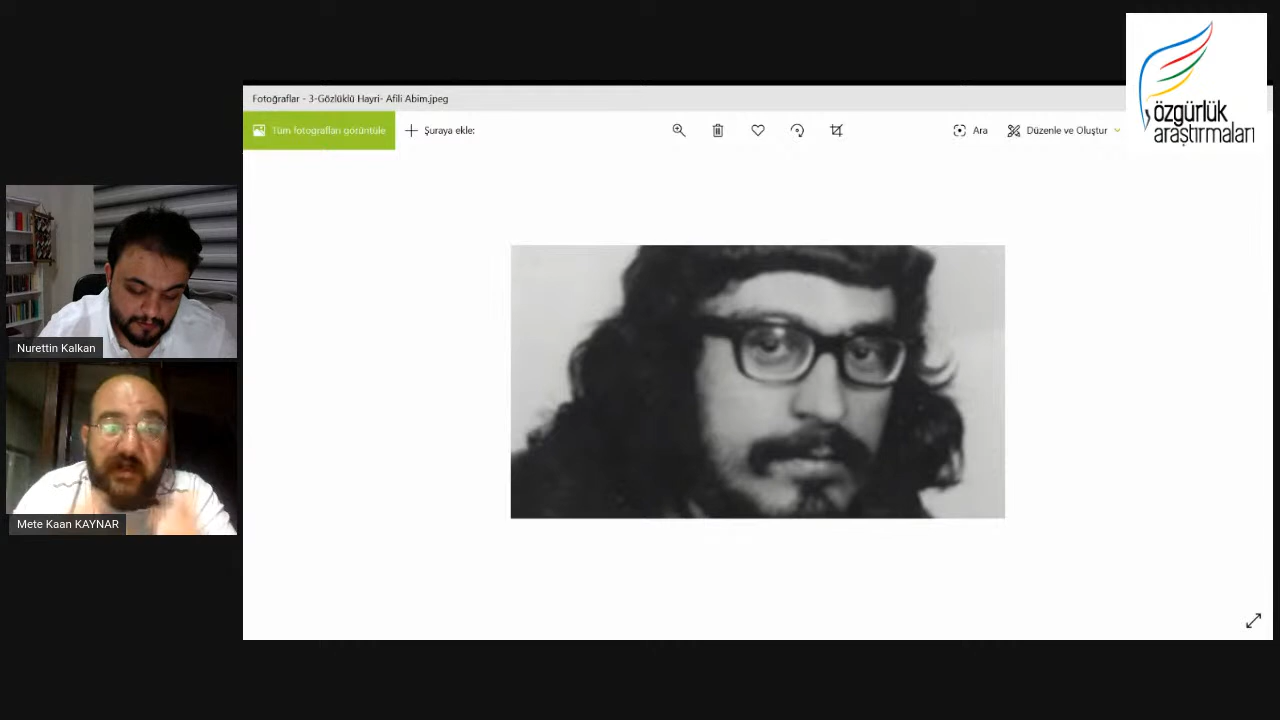 Fotoğraflar - 3-Gözlüklü Hayri- Afili Abim.jpeg
Tüm fotoğrafları görüntüle
Şuraya ekle:
Ara
Düzenle ve Oluştur
özgürlük
araştırmaları
Nurettin Kalkan
Mete Kaan KAYNAR